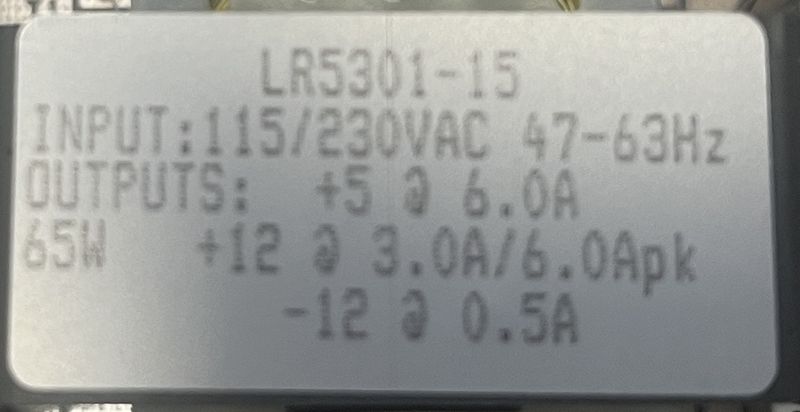 LR5301-15
INPUT:115/230VAC 47-63Hz
OUTPUTS: +5 @ 6.0A
65W +12 @ 3.0A/6.0Apk
-12 @ 0.5A